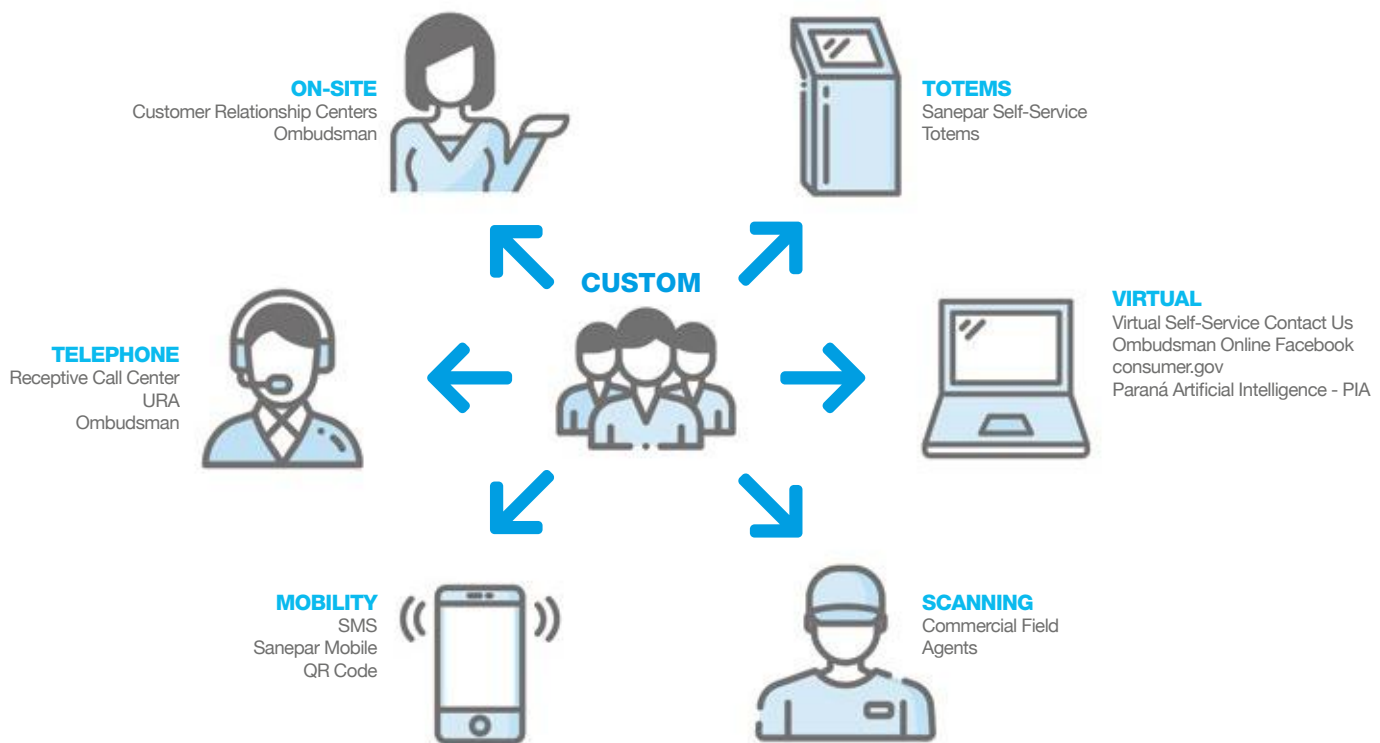 ON-SITE
Customer Relationship Centers
Ombudsman
TOTEMS
Sanepar Self-Service
Totems
CUSTOM
TELEPHONE
Receptive Call Center
URA
Ombudsman
VIRTUAL
Virtual Self-Service Contact Us
Ombudsman Online Facebook
consumer.gov
Paraná Artificial Intelligence - PIA
MOBILITY
SMS
Sanepar Mobile
QR Code
SCANNING
Commercial Field
Agents